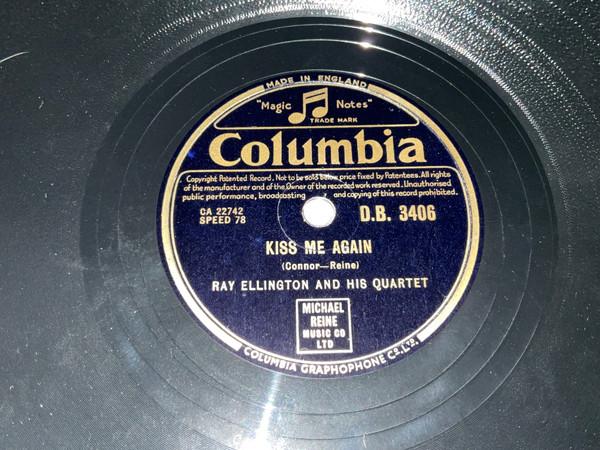 MADE IN ENGLAND
"Magic Notes"
TRADE MARK
Columbia
Copyright Patented Record. Not to be sold below price fixed by Patentees. All rights
of the manufacturer and of the Owner of the recorded work reserved. Unauthorised
public performance, broadcasting and copying of this record prohibited.
CA 22742 D.B. 3406
SPEED 78
KISS ME AGAIN
(Connor—Reine)
RAY ELLINGTON AND HIS QUARTET
MICHAEL
REINE
MUSIC CO
LTD
COLUMBIA GRAPHOPHONE CO. LTD.